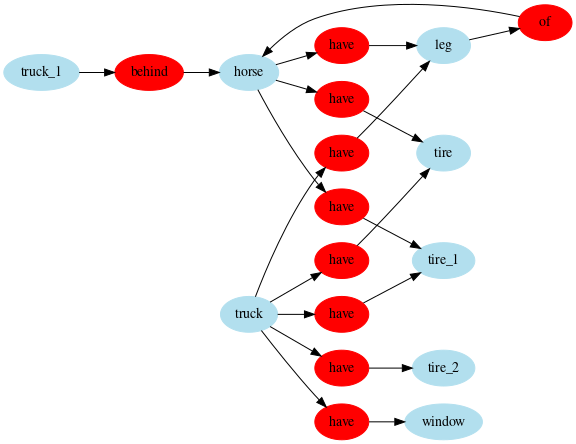 of
have
leg
truck_1
behind
horse
have
have
tire
have
have
tire_1
truck
have
have
tire_2
have
window